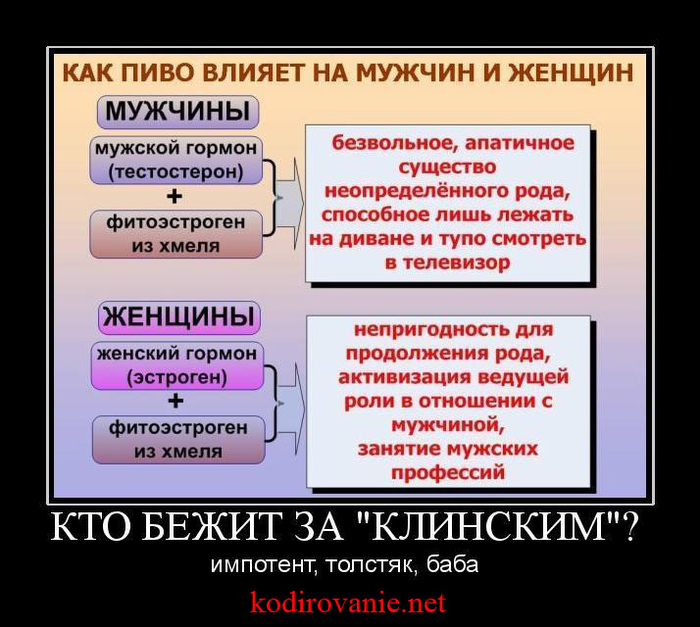 КАК ПИВО ВЛИЯЕТ НА МУЖЧИН И ЖЕНЩИН
МУЖЧИНЫ
мужской гормон
(тестостерон)
+
фитоэстроген
из хмеля
безвольное, апатичное
существо
неопределённого рода,
способное лишь лежать
на диване и тупо смотреть
в телевизор
ЖЕНЩИНЫ
женский гормон
(эстроген)
+
фитоэстроген
из хмеля
непригодность для
продолжения рода,
активизация ведущей
роли в отношении с
мужчиной,
занятие мужских
профессий
КТО БЕЖИТ ЗА "КЛИНСКИМ"?
импотент, толстяк, баба
kodirovanie.net